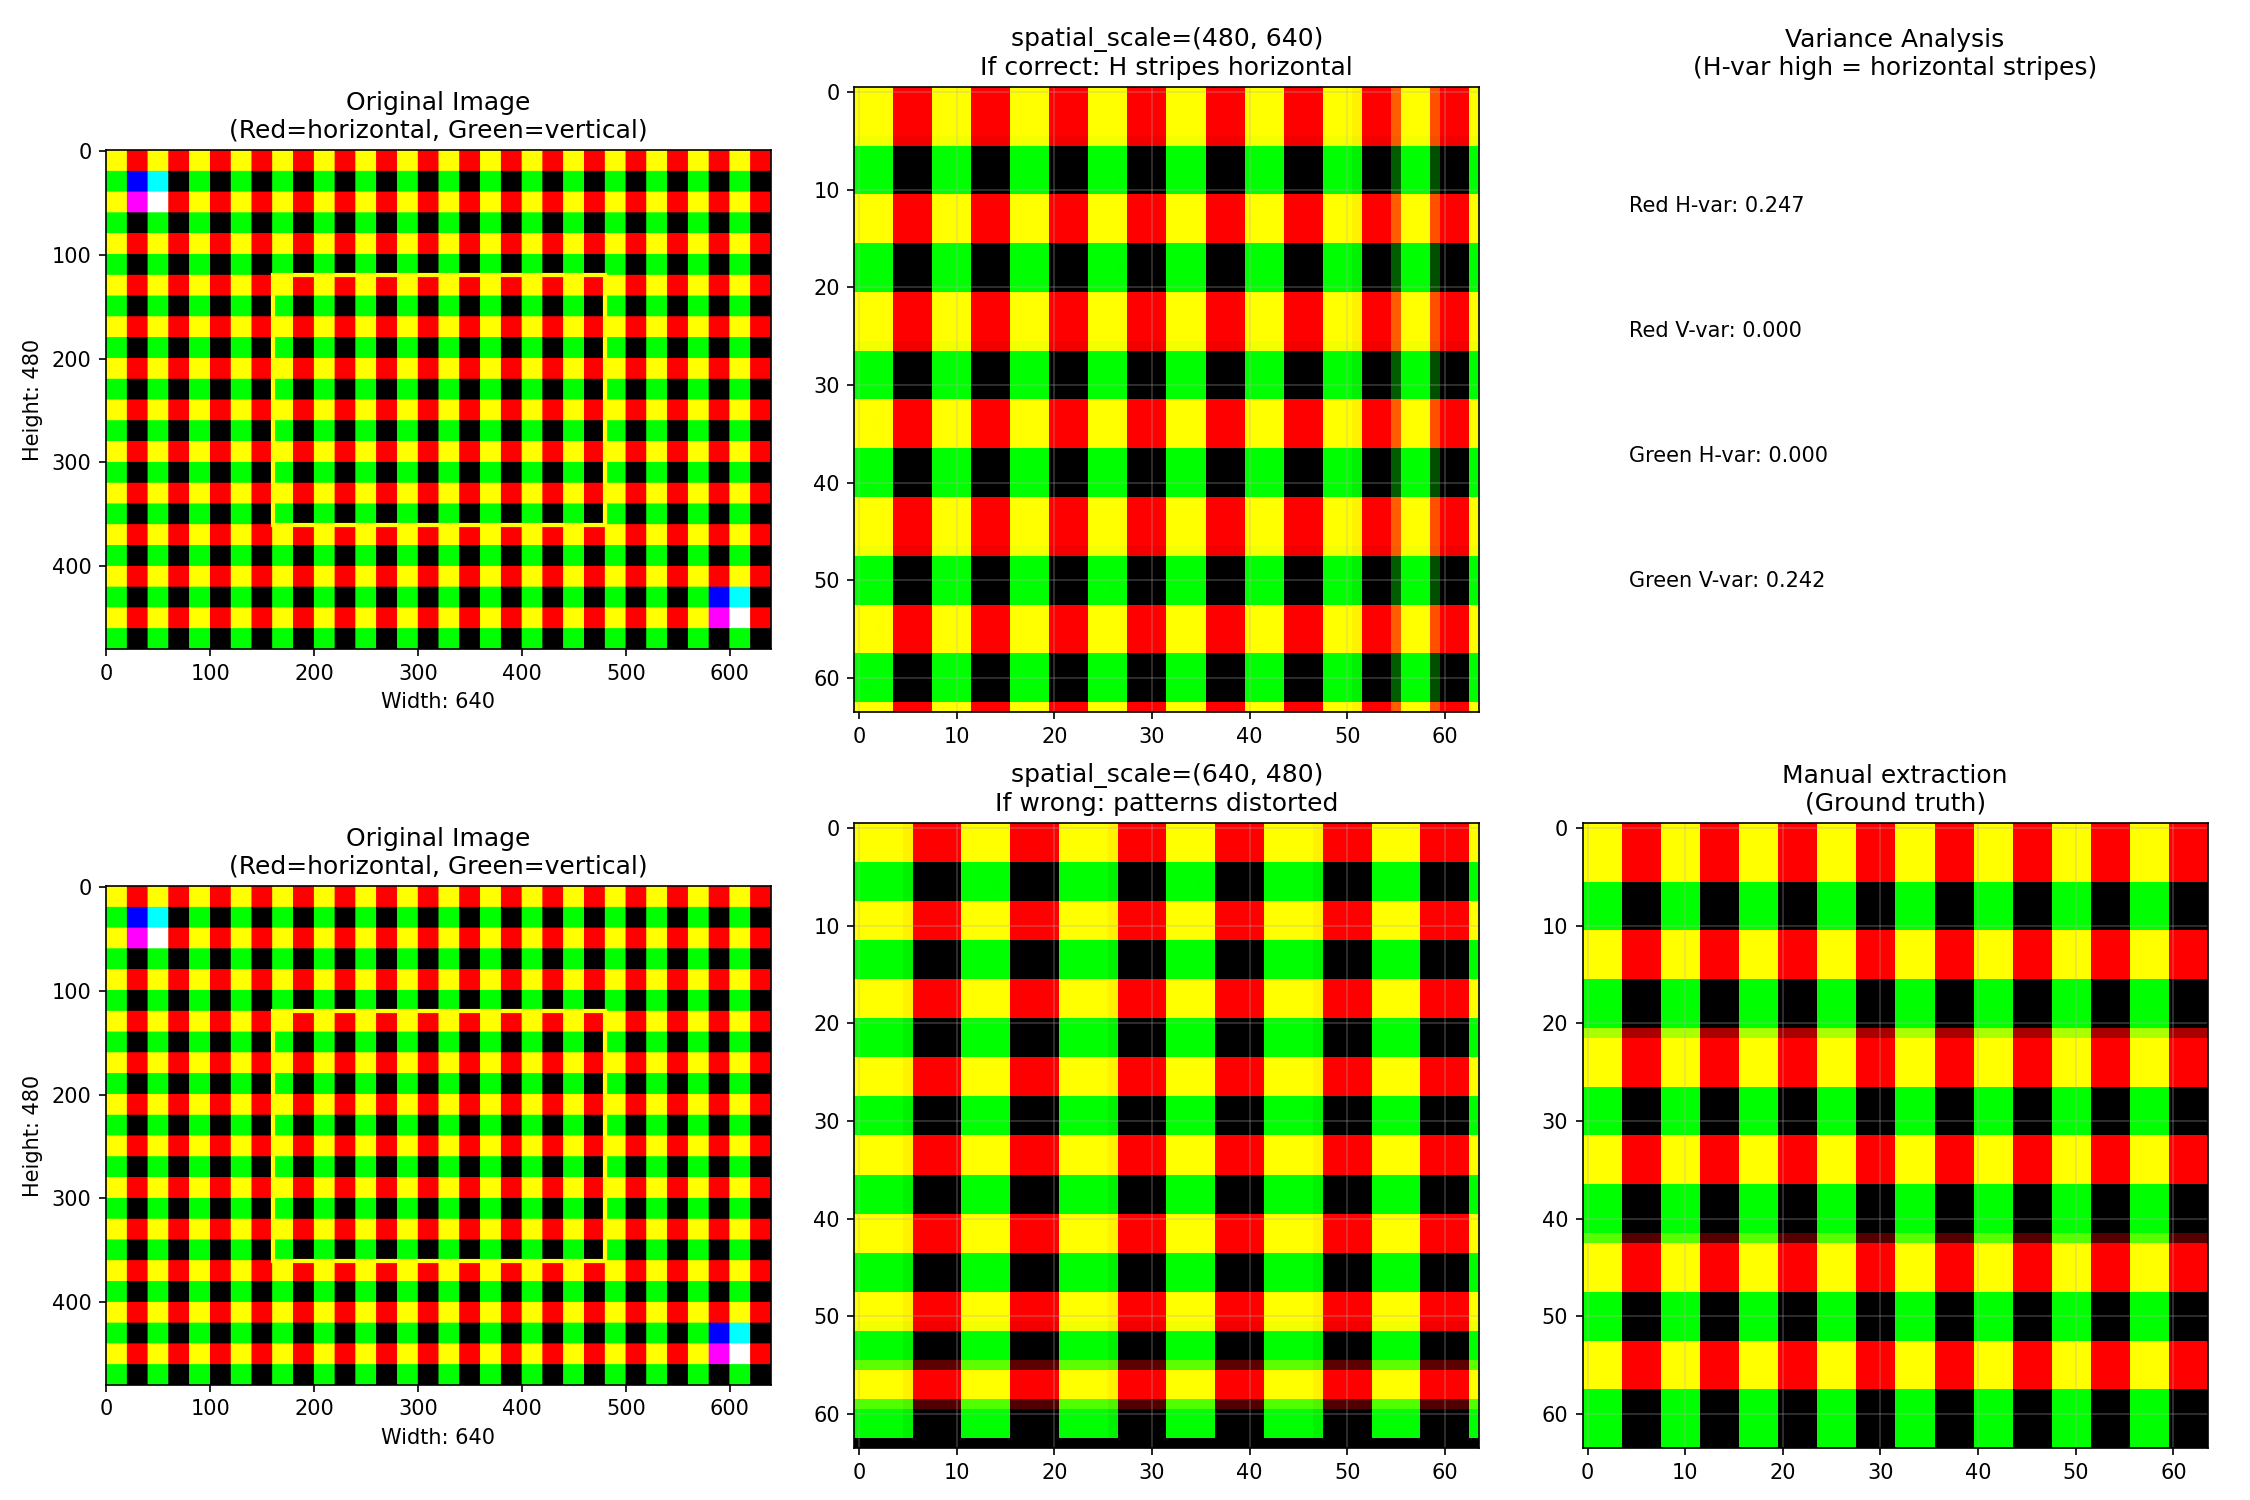 Original Image
(Red=horizontal, Green=vertical)
0
100
200
300
400
Height: 480
0 100 200 300 400 500 600
Width: 640
spatial_scale=(480, 640)
If correct: H stripes horizontal
0
10
20
30
40
50
60
0 10 20 30 40 50 60
Variance Analysis
(H-var high = horizontal stripes)
Red H-var: 0.247
Red V-var: 0.000
Green H-var: 0.000
Green V-var: 0.242
Original Image
(Red=horizontal, Green=vertical)
0
100
200
300
400
Height: 480
0 100 200 300 400 500 600
Width: 640
spatial_scale=(640, 480)
If wrong: patterns distorted
0
10
20
30
40
50
60
0 10 20 30 40 50 60
Manual extraction
(Ground truth)
0
10
20
30
40
50
60
0 10 20 30 40 50 60